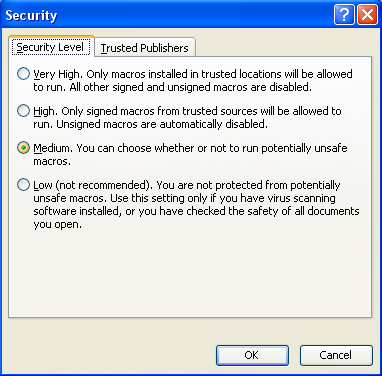 Security
Security Level Trusted Publishers
Very High. Only macros installed in trusted locations will be allowed
to run. All other signed and unsigned macros are disabled.
High. Only signed macros from trusted sources will be allowed to
run. Unsigned macros are automatically disabled.
Medium. You can choose whether or not to run potentially unsafe
macros.
Low (not recommended). You are not protected from potentially
unsafe macros. Use this setting only if you have virus scanning
software installed, or you have checked the safety of all documents
you open.
OK Cancel